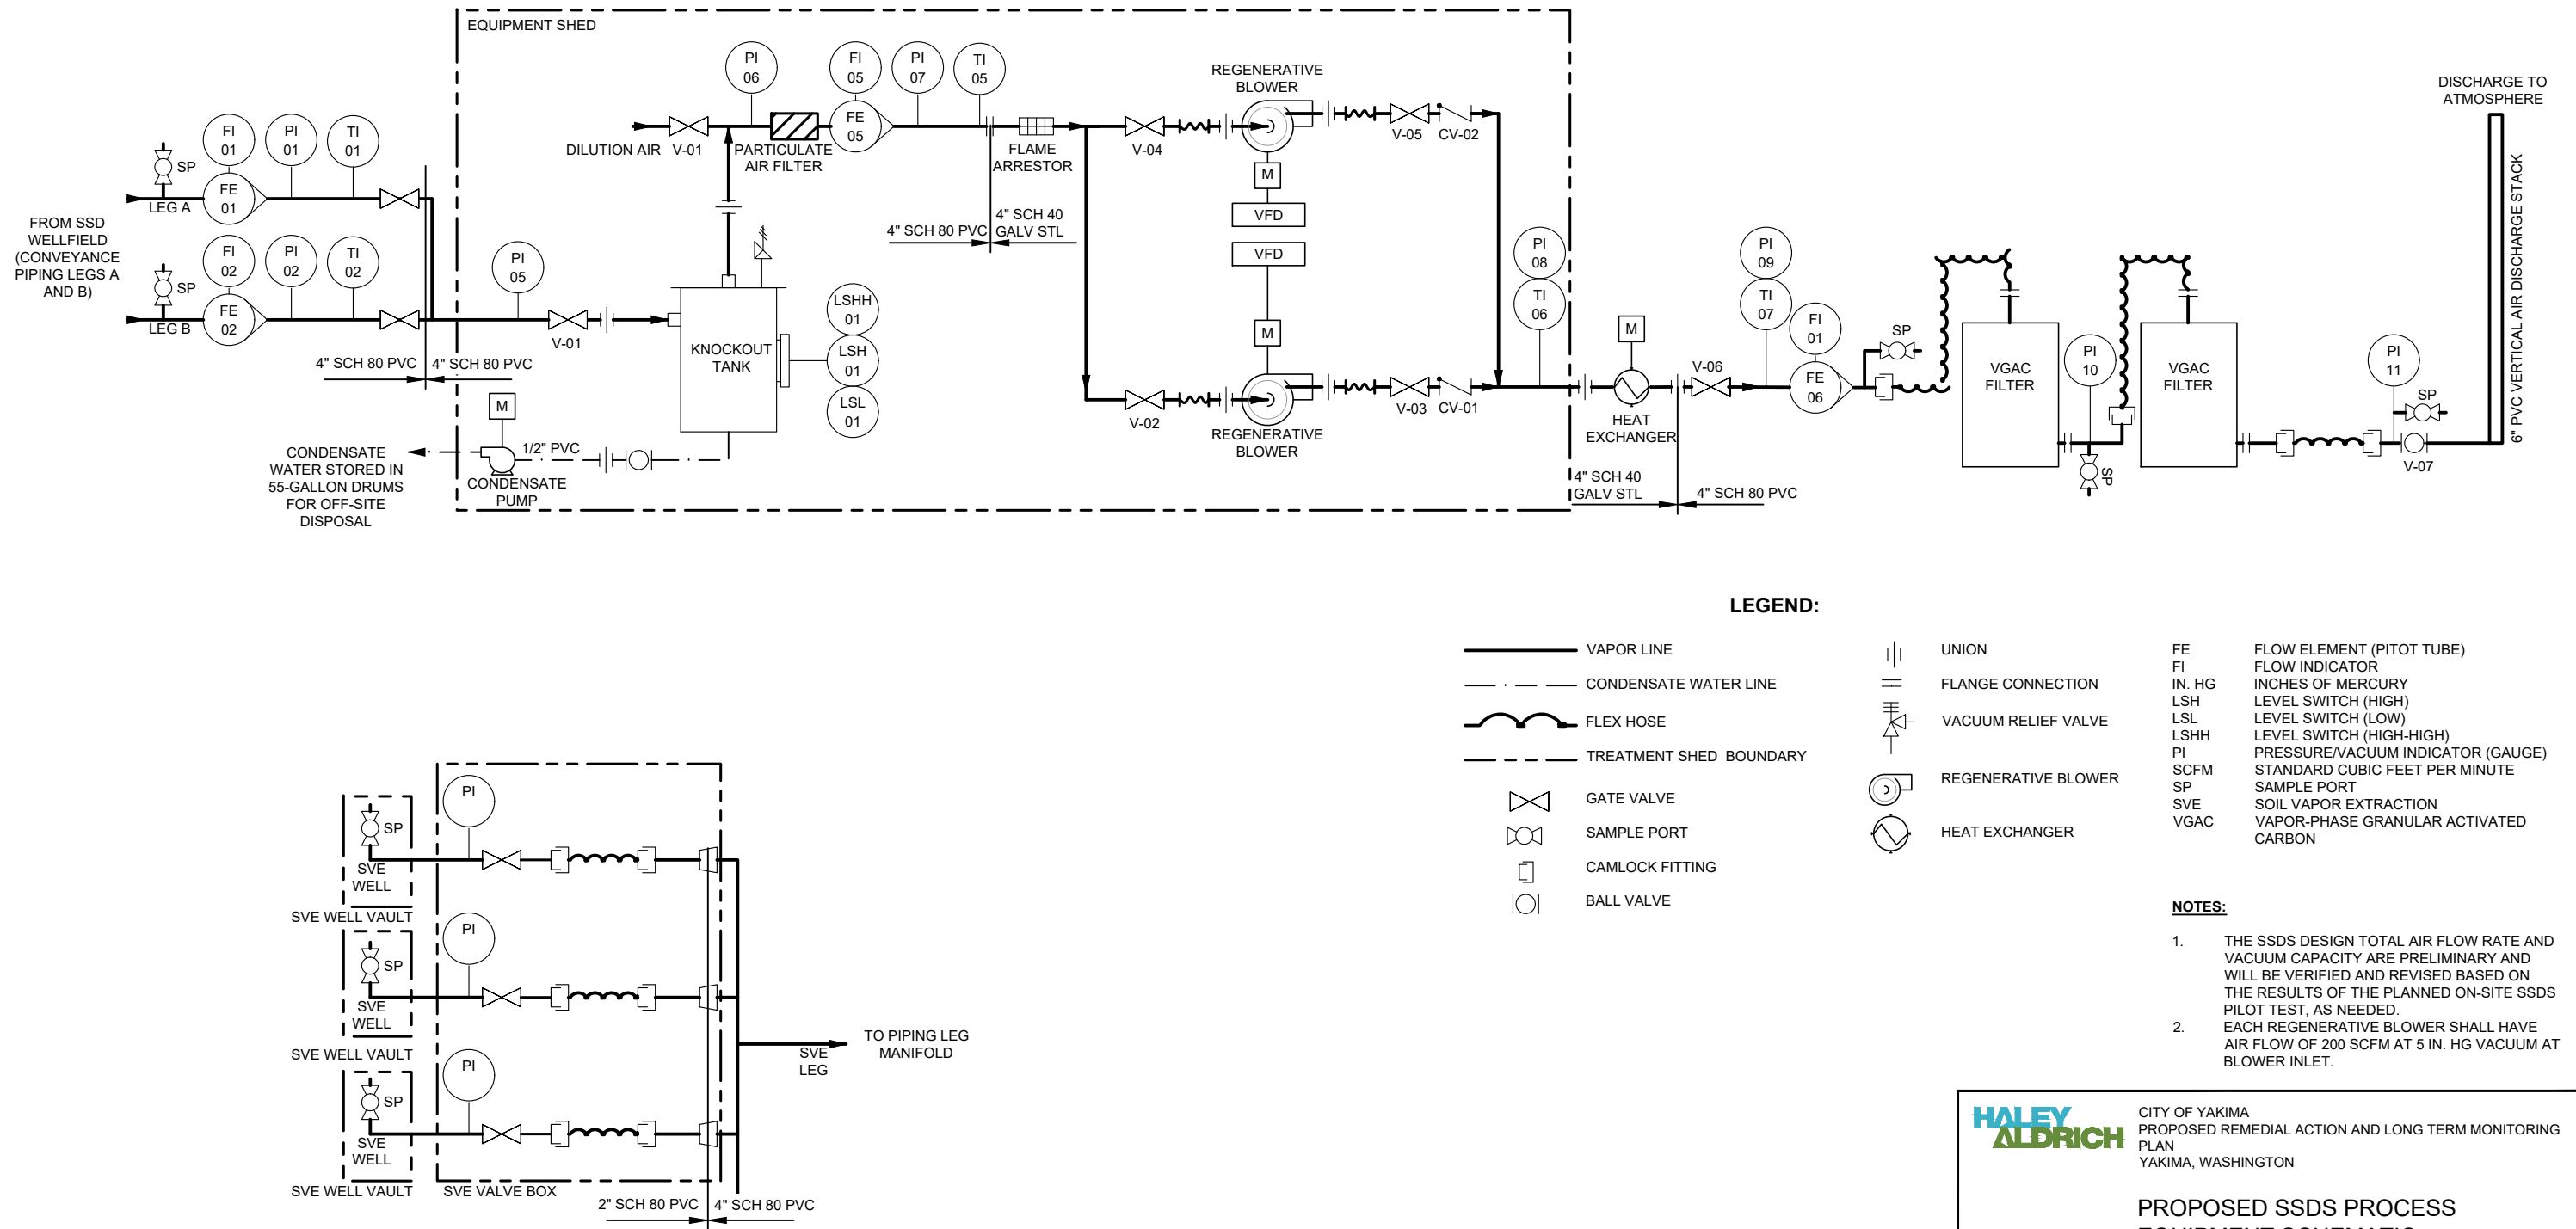 EQUIPMENT SHED
FROM SSD
WELLFIELD
(CONVEYANCE
PIPING LEGS A
AND B)
SP
LEG A
FI
01
FE
01
PI
01
TI
01
SP
LEG B
FI
02
FE
02
PI
02
TI
02
4" SCH 80 PVC
4" SCH 80 PVC
PI
05
V-01
DILUTION AIR
V-01
PI
06
PARTICULATE
AIR FILTER
FI
05
FE
05
PI
07
TI
05
FLAME
ARRESTOR
4" SCH 80 PVC
4" SCH 40
GALV STL
KNOCKOUT
TANK
LSHH
01
LSH
01
LSL
01
M
1/2" PVC
CONDENSATE
PUMP
CONDENSATE
WATER STORED IN
55-GALLON DRUMS
FOR OFF-SITE
DISPOSAL
V-04
REGENERATIVE
BLOWER
M
VFD
VFD
M
V-05
CV-02
V-02
REGENERATIVE
BLOWER
V-03
CV-01
PI
08
TI
06
M
HEAT
EXCHANGER
4" SCH 40
GALV STL
4" SCH 80 PVC
V-06
PI
09
TI
07
FI
01
FE
06
SP
VGAC
FILTER
PI
10
SP
VGAC
FILTER
PI
11
SP
V-07
DISCHARGE TO
ATMOSPHERE
6" PVC VERTICAL AIR DISCHARGE STACK
LEGEND:
VAPOR LINE
CONDENSATE WATER LINE
FLEX HOSE
TREATMENT SHED BOUNDARY
GATE VALVE
SAMPLE PORT
CAMLOCK FITTING
BALL VALVE
UNION
FLANGE CONNECTION
VACUUM RELIEF VALVE
REGENERATIVE BLOWER
HEAT EXCHANGER
FE FLOW ELEMENT (PITOT TUBE)
FI FLOW INDICATOR
IN. HG INCHES OF MERCURY
LSH LEVEL SWITCH (HIGH)
LSL LEVEL SWITCH (LOW)
LSHH LEVEL SWITCH (HIGH-HIGH)
PI PRESSURE/VACUUM INDICATOR (GAUGE)
SCFM STANDARD CUBIC FEET PER MINUTE
SP SAMPLE PORT
SVE SOIL VAPOR EXTRACTION
VGAC VAPOR-PHASE GRANULAR ACTIVATED
CARBON
NOTES:
1. THE SSDS DESIGN TOTAL AIR FLOW RATE AND
VACUUM CAPACITY ARE PRELIMINARY AND
WILL BE VERIFIED AND REVISED BASED ON
THE RESULTS OF THE PLANNED ON-SITE SSDS
PILOT TEST, AS NEEDED.
2. EACH REGENERATIVE BLOWER SHALL HAVE
AIR FLOW OF 200 SCFM AT 5 IN. HG VACUUM AT
BLOWER INLET.
SP
SVE
WELL
SVE WELL VAULT
PI
SP
SVE
WELL
SVE WELL VAULT
PI
SP
SVE
WELL
SVE WELL VAULT
PI
SVE VALVE BOX
2" SCH 80 PVC
4" SCH 80 PVC
SVE
LEG
TO PIPING LEG
MANIFOLD
HALEY
ALDRICH
CITY OF YAKIMA
PROPOSED REMEDIAL ACTION AND LONG TERM MONITORING
PLAN
YAKIMA, WASHINGTON
PROPOSED SSDS PROCESS
EQUIPMENT SCHEMATIC